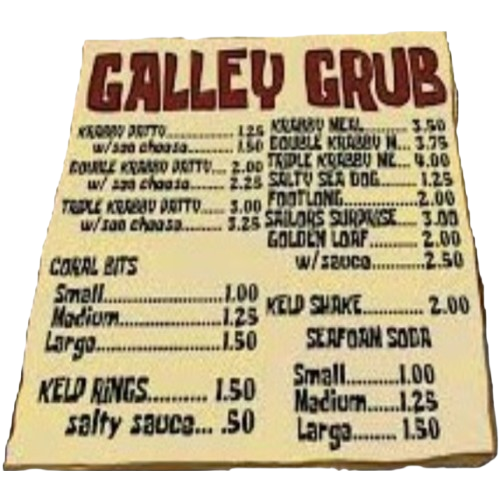 GALLEY GRUB
KRABBY PATTY............. 1.25
w/sea cheese............ 1.50
DOUBLE KRABBY PATTY... 2.00
w/ sea cheese....... 2.25
TRIPLE KRABBY PATTY...... 3.00
w/sea cheese....... 3.25
CORAL BITS
Small....................1.00
Medium.................1.25
Large.....................1.50
KELP RINGS.......... 1.50
salty sauce... .50
KRABBY MEAL.......... 3.50
DOUBLE KRABBY M... 3.75
TRIPLE KRABBY ME... 4.00
SALTY SEA DOG........1.25
FOOTLONG............... 2.00
SAILORS SURPRISE.... 3.00
GOLDEN LOAF......... 2.00
w/sauce..........2.50
KELP SHAKE........... 2.00
SEAFOAM SODA
Small.........1.00
Medium.......1.25
Large......... 1.50